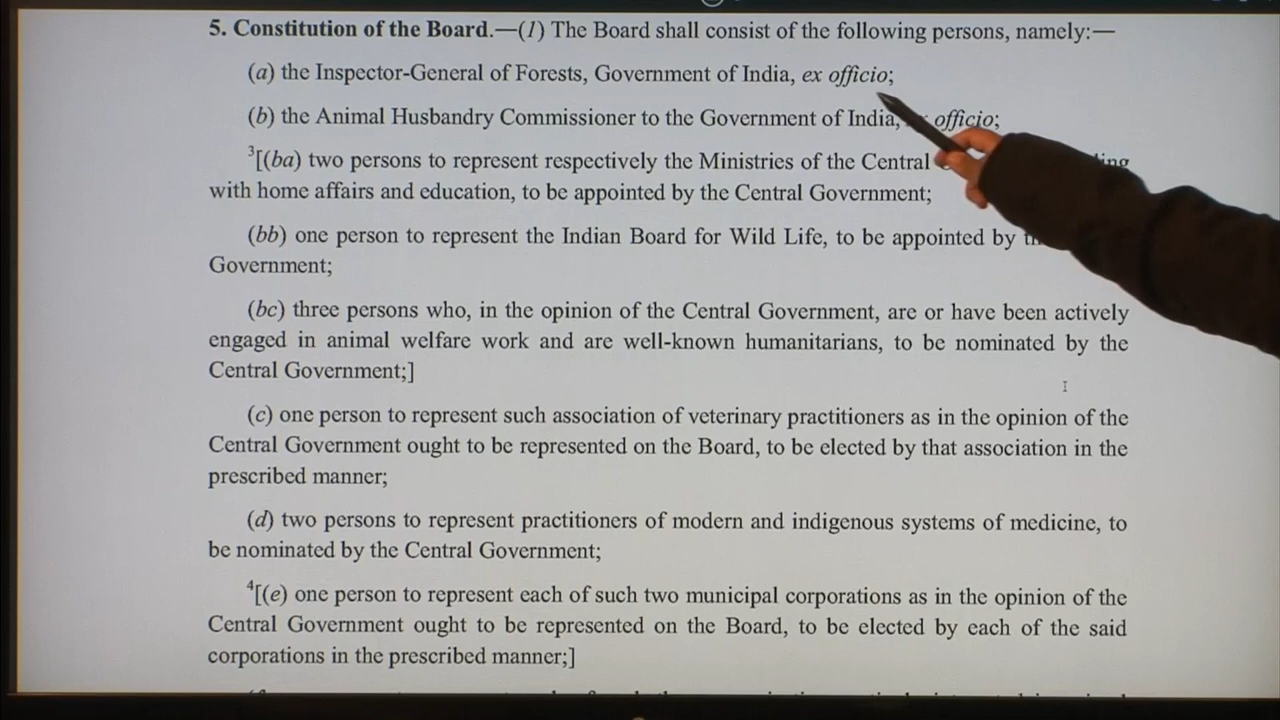 5. Constitution of the Board.—(1) The Board shall consist of the following persons, namely:—
(a) the Inspector-General of Forests, Government of India, ex officio;
(b) the Animal Husbandry Commissioner to the Government of India, officio;
3[(ba) two persons to represent respectively the Ministries of the Central
with home affairs and education, to be appointed by the Central Government;
(bb) one person to represent the Indian Board for Wild Life, to be appointed by
Government;
(bc) three persons who, in the opinion of the Central Government, are or have been actively
engaged in animal welfare work and are well-known humanitarians, to be nominated by the
Central Government;]
(c) one person to represent such association of veterinary practitioners as in the opinion of the
Central Government ought to be represented on the Board, to be elected by that association in the
prescribed manner;
(d) two persons to represent practitioners of modern and indigenous systems of medicine, to
be nominated by the Central Government;
4[(e) one person to represent each of such two municipal corporations as in the opinion of the
Central Government ought to be represented on the Board, to be elected by each of the said
corporations in the prescribed manner;]